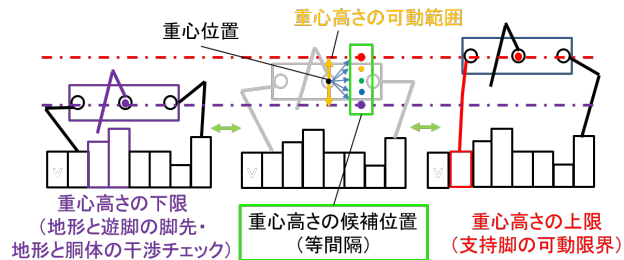 重心高さの可動範囲
重心位置
重心高さの下限
（地形と遊脚の脚先・
地形と胴体の干渉チェック）
重心高さの候補位置
（等間隔）
重心高さの上限
（支持脚の可動限界）